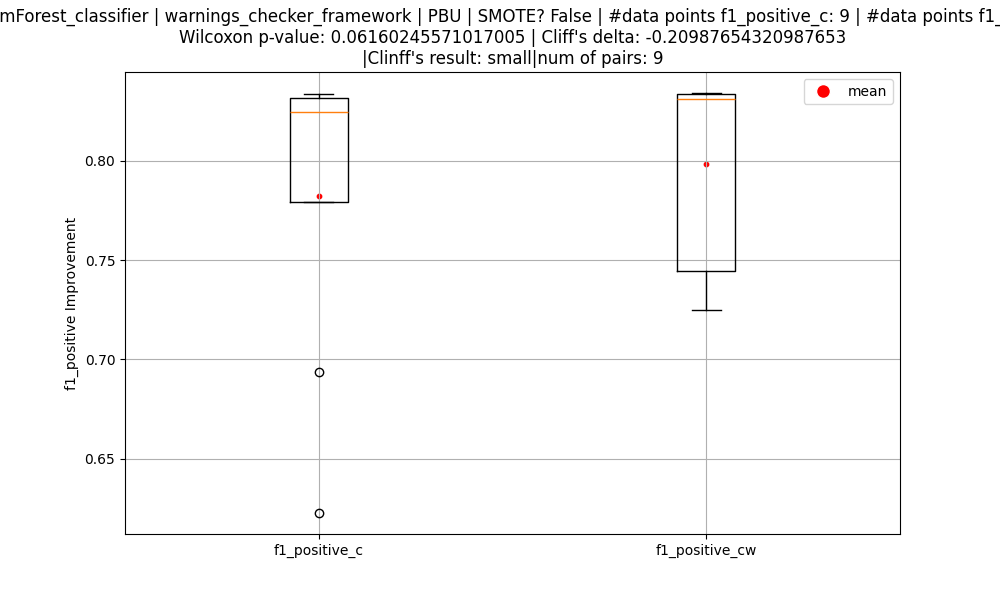 mForest_classifier | warnings_checker_framework | PBU | SMOTE? False | #data points f1_positive_c: 9 | #data points f1_
Wilcoxon p-value: 0.06160245571017005 | Cliff's delta: -0.20987654320987653
|Clinff's result: small|num of pairs: 9
mean
0.80
0.75
0.70
0.65
f1_positive Improvement
f1_positive_c
f1_positive_cw